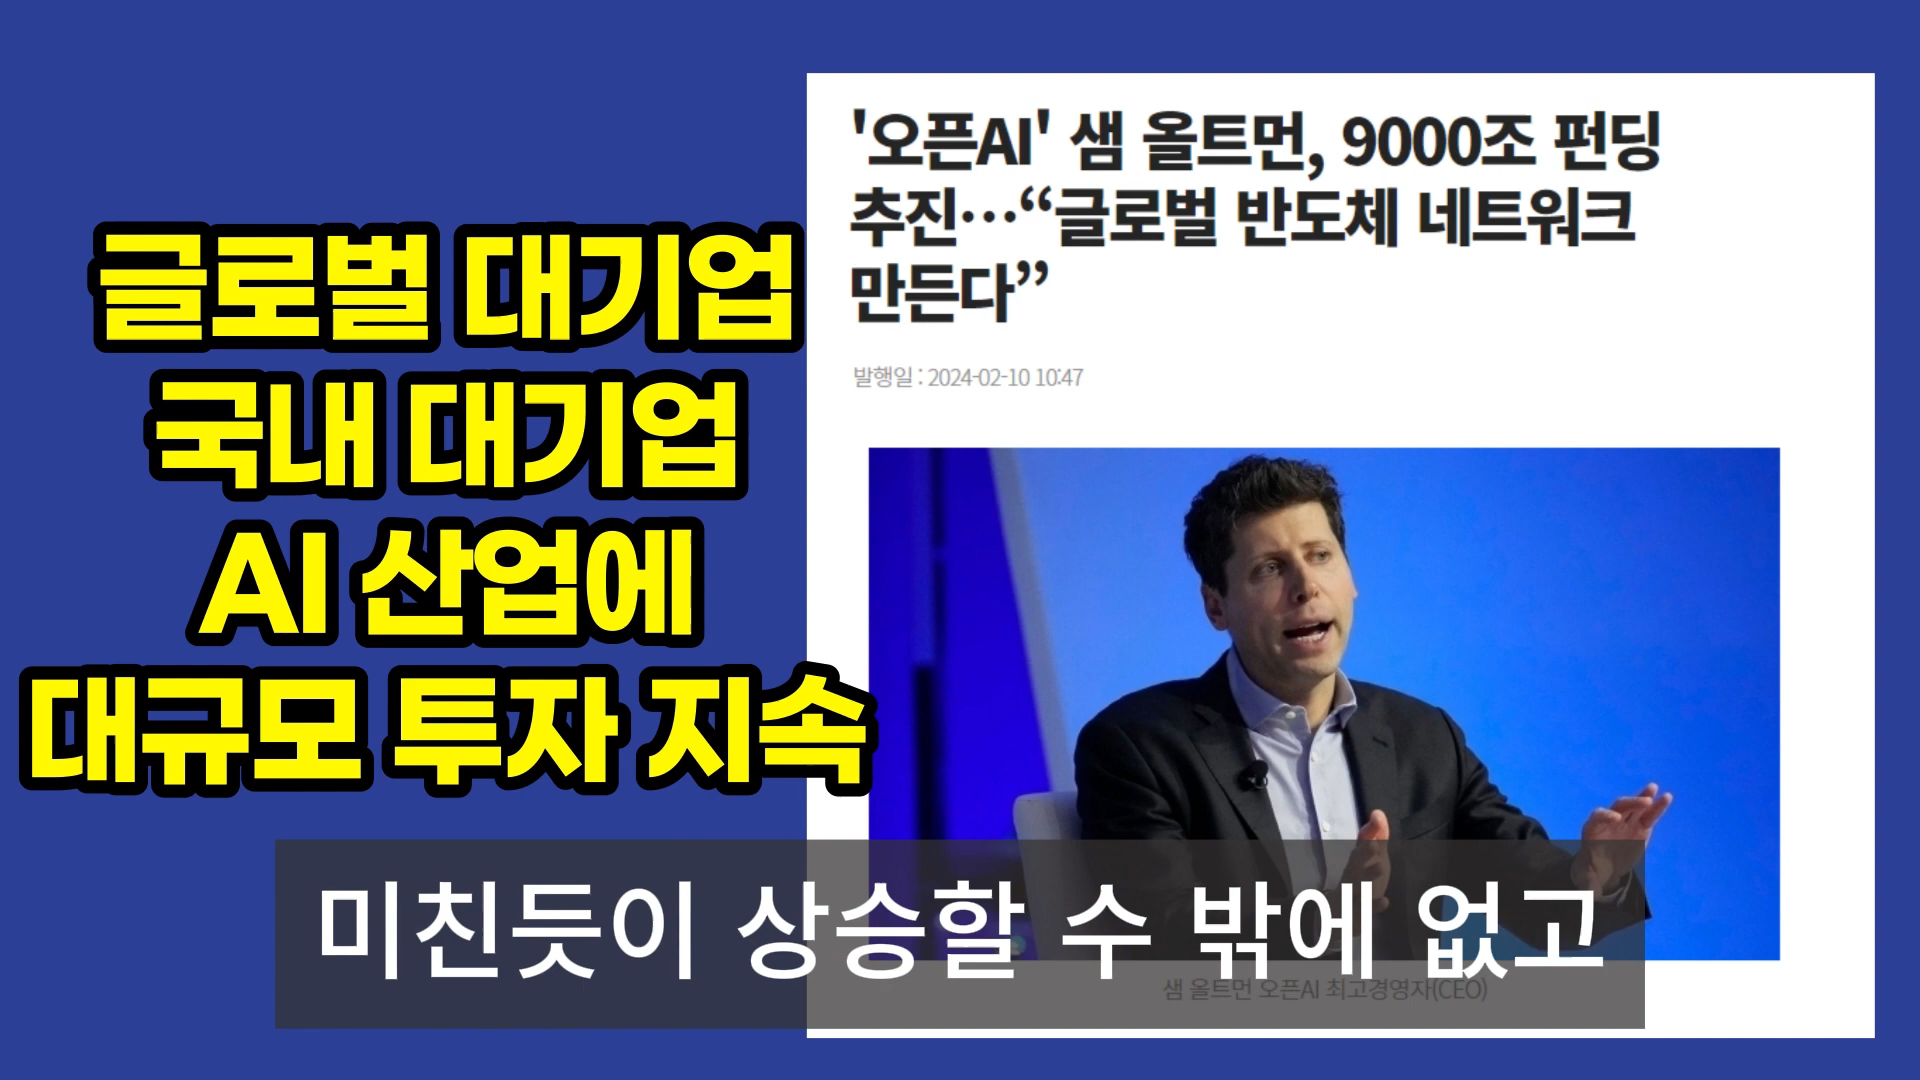 글로벌 대기업
국내 대기업
AI 산업에
대규모 투자 지속
'오픈AI' 샘 올트먼, 9000조 펀딩
추진…“글로벌 반도체 네트워크
만든다”
발행일 : 2024-02-10 10:47
미친듯이 상승할 수 밖에 없고
샘 올트먼 오픈AI 최고경영자(CEO)